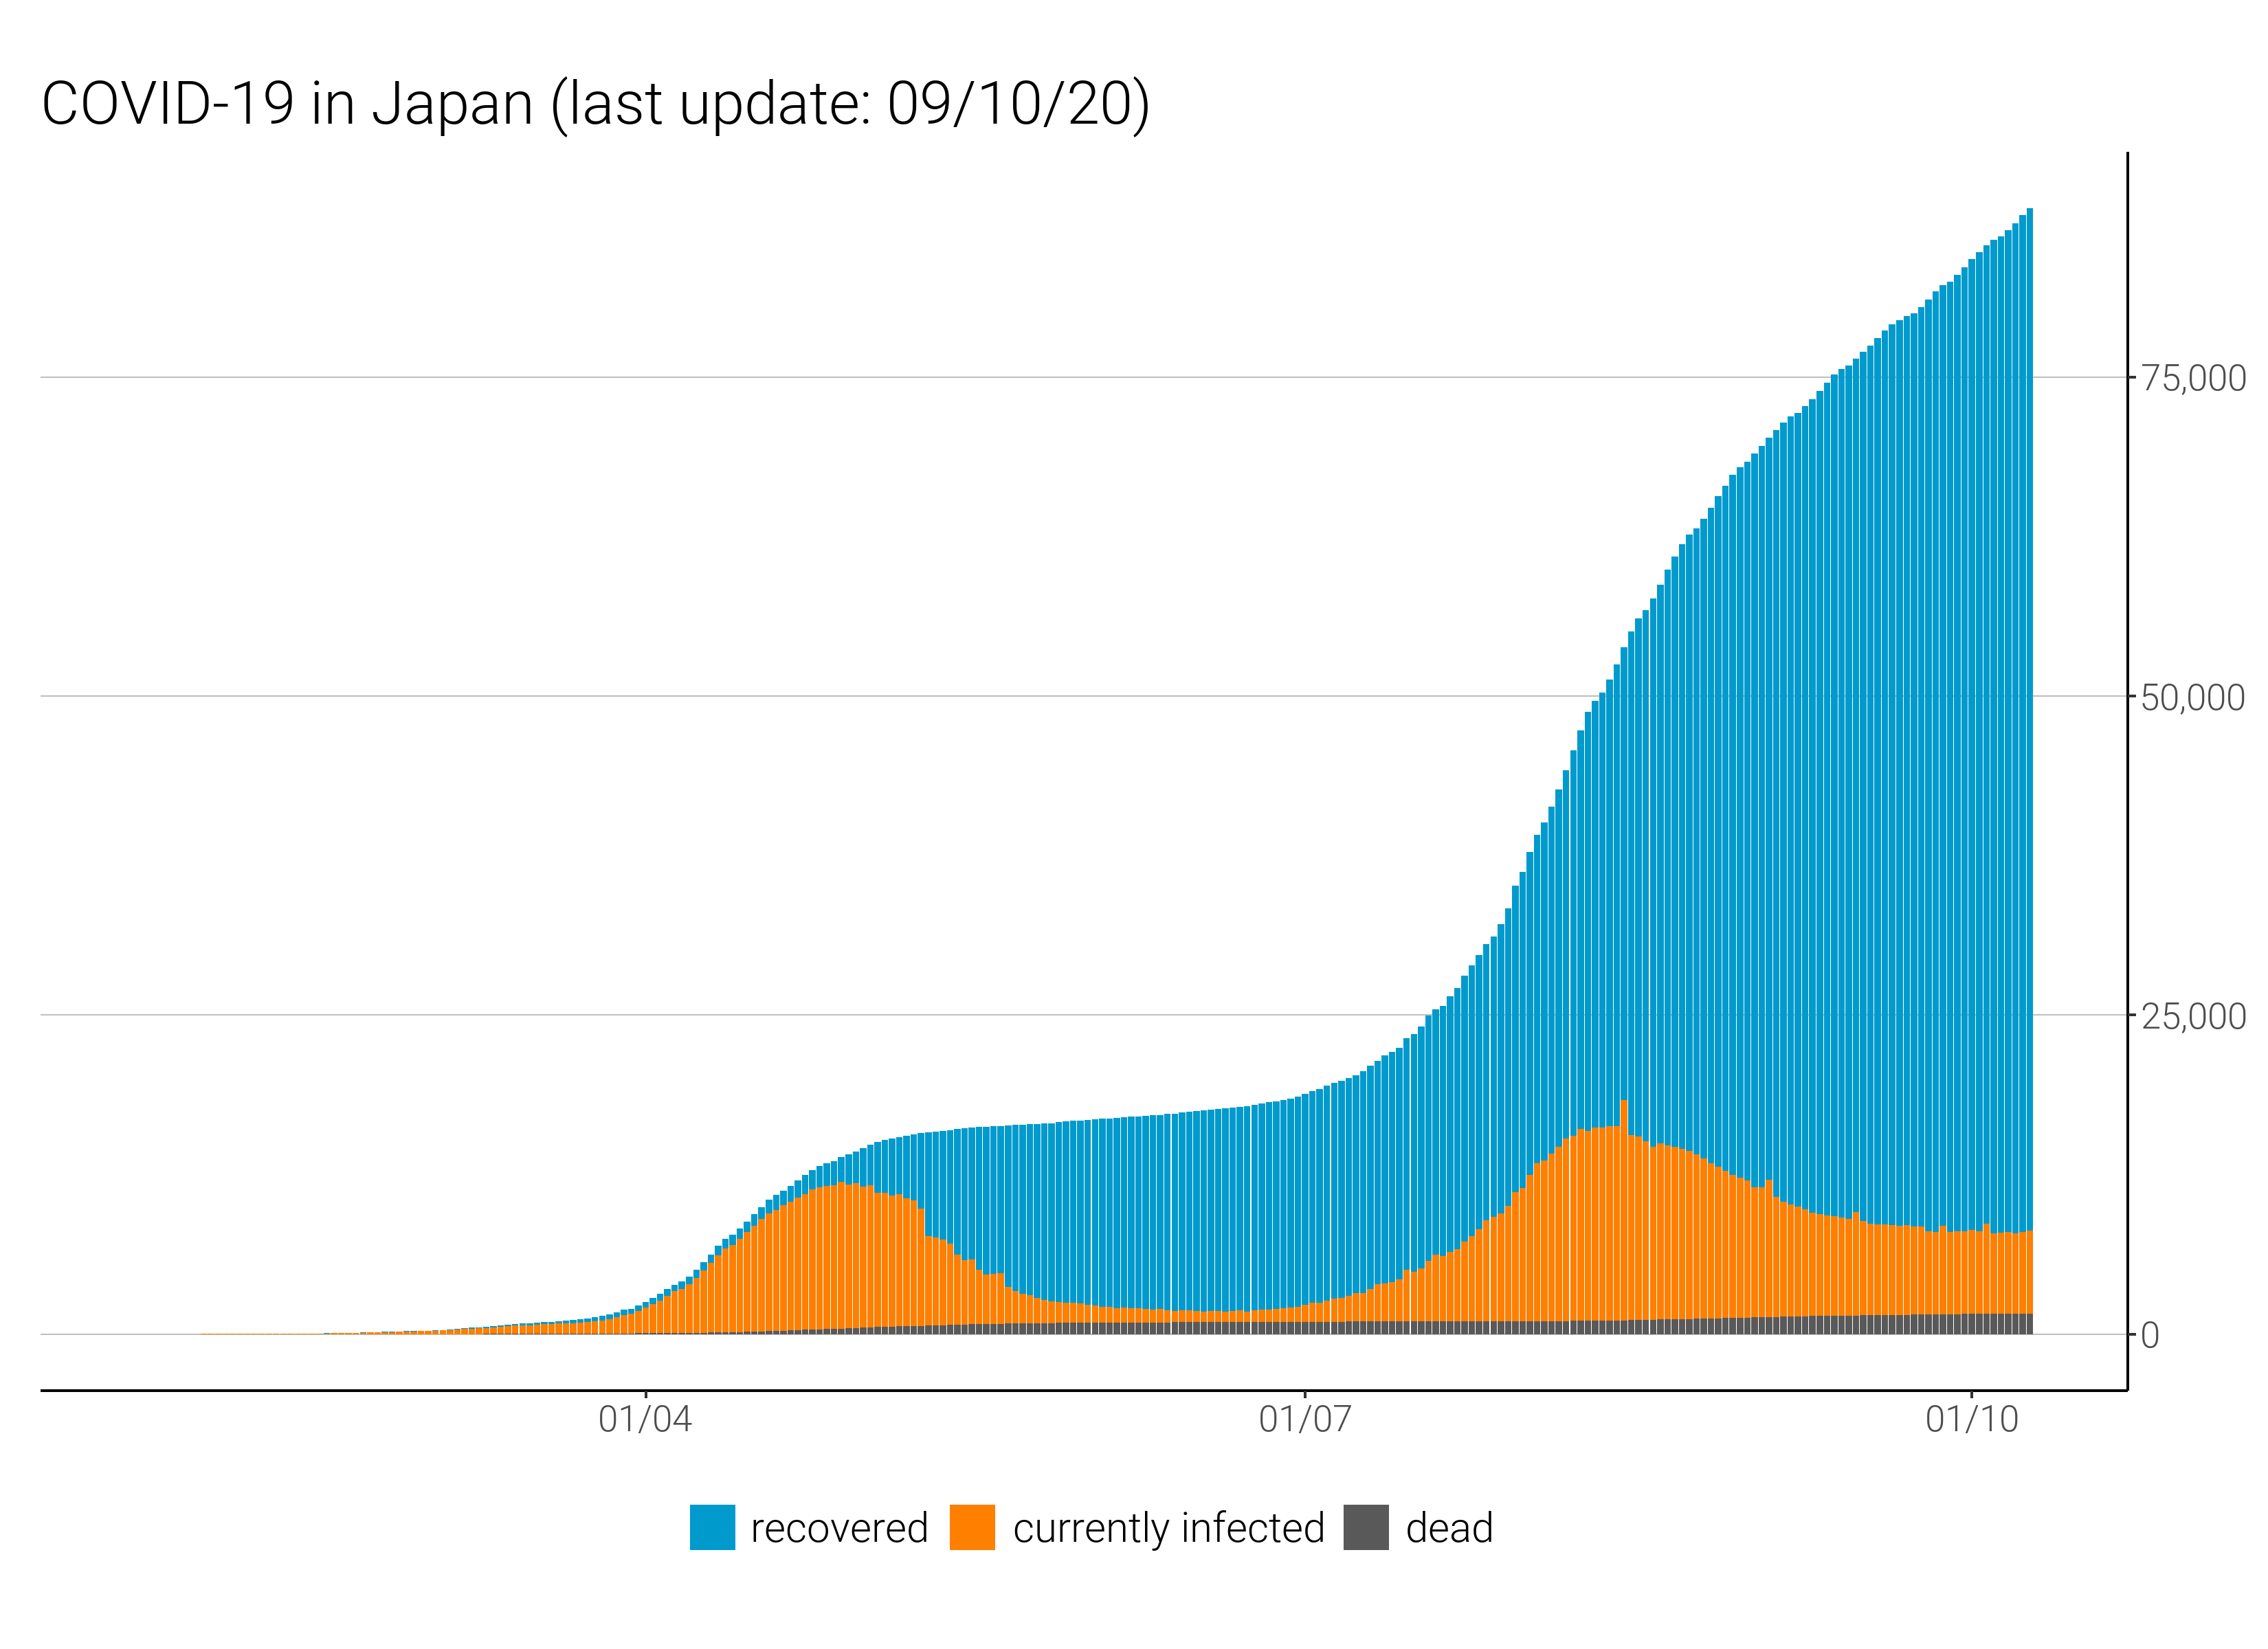 COVID-19 in Japan (last update: 09/10/20)
75,000
50,000
25,000
0
01/04 01/07 01/10
recovered currently infected dead